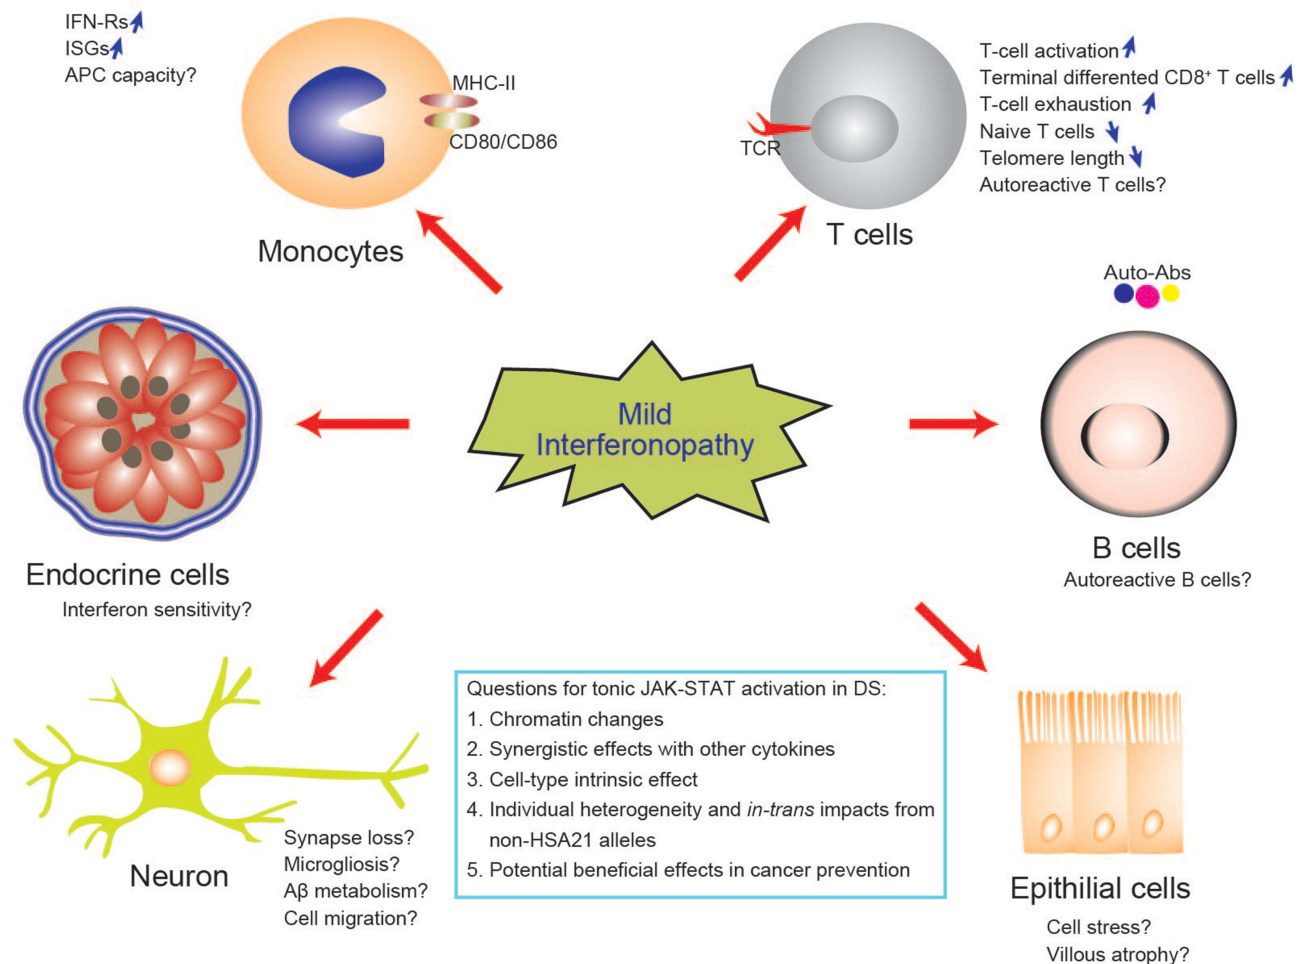 IFN-Rs
ISGs
APC capacity?
MHC-II
CD80/CD86
Monocytes
TCR
T cells
T-cell activation
Terminal differented CD8⁺ T cells
T-cell exhaustion
Naive T cells
Telomere length
Autoreactive T cells?
Auto-Abs
B cells
Autoreactive B cells?
Mild
Interferonopathy
Endocrine cells
Interferon sensitivity?
Neuron
Synapse loss?
Microgliosis?
Aβ metabolism?
Cell migration?
Questions for tonic JAK-STAT activation in DS:
1. Chromatin changes
2. Synergistic effects with other cytokines
3. Cell-type intrinsic effect
4. Individual heterogeneity and in-trans impacts from
non-HSA21 alleles
5. Potential beneficial effects in cancer prevention
Epithilial cells
Cell stress?
Villous atrophy?